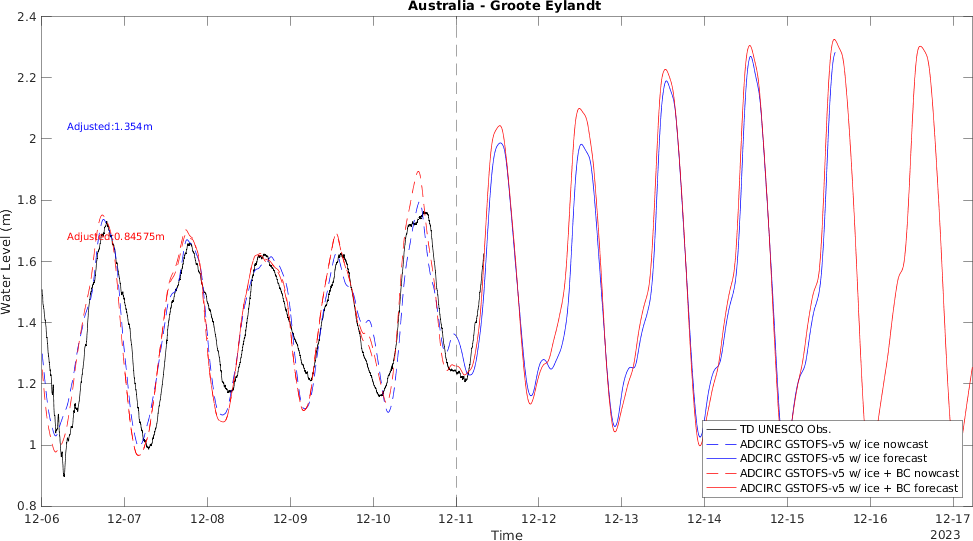 Australia - Groote Eylandt
Water Level (m)
2.4
2.2
2
1.8
1.6
1.4
1.2
1
0.8
Adjusted:1.354m
Adjusted:0.84575m
TD UNESCO Obs.
ADCIRC GSTOFS-v5 w/ ice nowcast
ADCIRC GSTOFS-v5 w/ ice forecast
ADCIRC GSTOFS-v5 w/ ice + BC nowcast
ADCIRC GSTOFS-v5 w/ ice + BC forecast
12-06 12-07 12-08 12-09 12-10 12-11 12-12 12-13 12-14 12-15 12-16 12-17
Time
2023